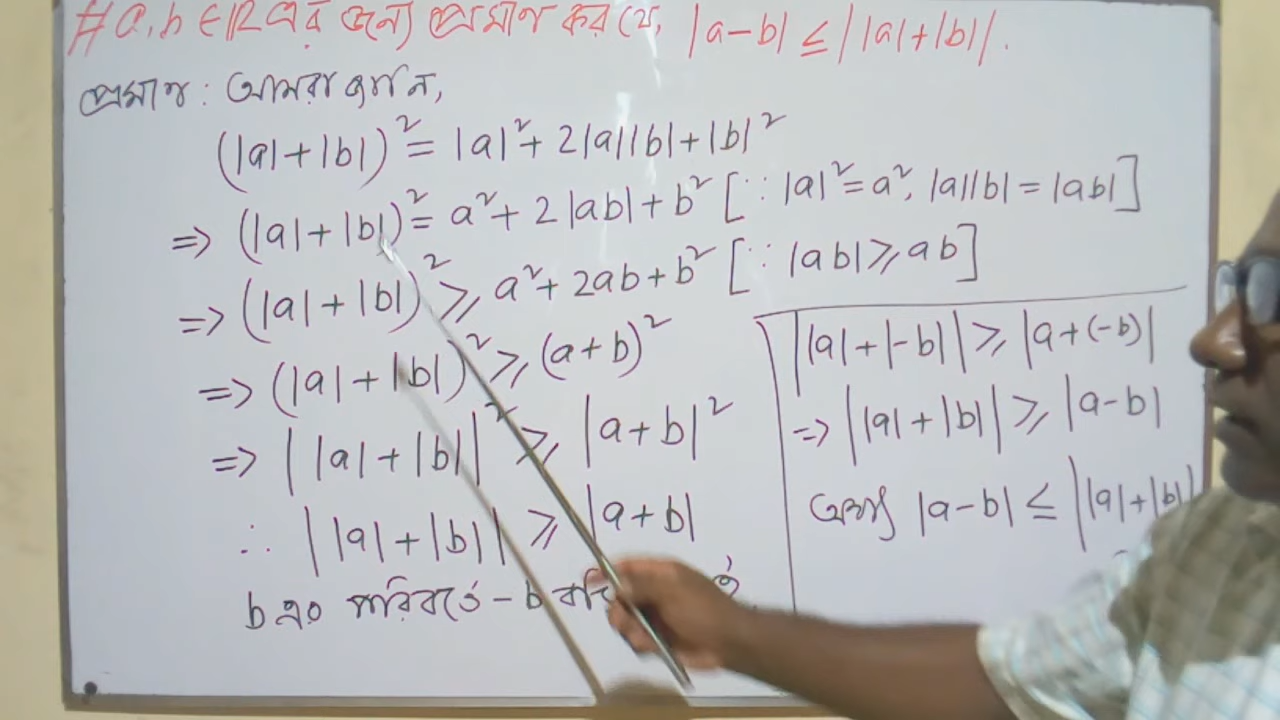 # a, b ∈ ℝ এর জন্য প্রমাণ কর যে, |a-b| ≤ ||a|+|b||.
প্রমাণ : আমরা জানি,
(|a|+|b|)² = |a|² + 2|a||b| + |b|²
⇒ (|a|+|b|)² = a² + 2|ab| + b² [∵ |a|² = a², |a||b| = |ab|]
⇒ (|a|+|b|)² ≥ a² + 2ab + b² [∵ |ab| ≥ ab]
⇒ (|a|+|b|)² ≥ (a+b)²
⇒ ||a|+|b||² ≥ |a+b|²
∴ ||a|+|b|| ≥ |a+b|
b এর পরিবর্তে -b
||a|+|-b|| ≥ |a+(-b)|
⇒ ||a|+|b|| ≥ |a-b|
অর্থাৎ |a-b| ≤ ||a|+|b|